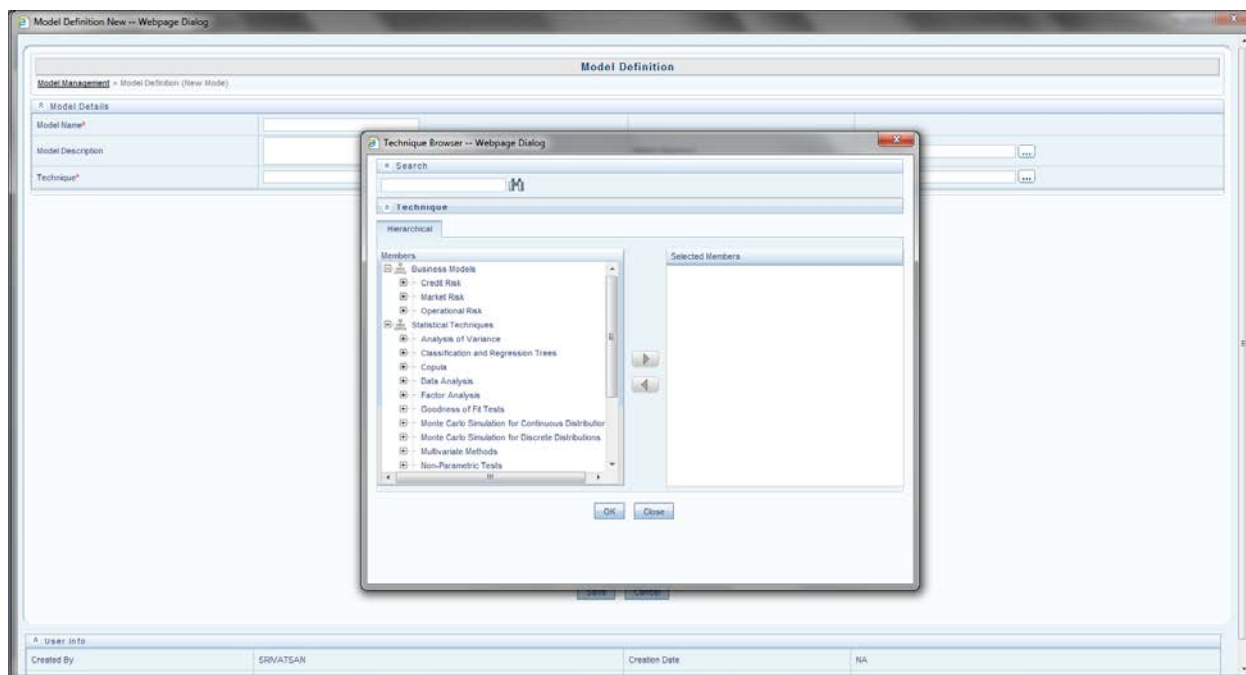 Model Definition New -- Webpage Dialog
Model Definition
Model Management > Model Definition (New Mode)
Model Details
Model Name*
Model Description
Technique*
Technique Browser -- Webpage Dialog
Search
Technique
Hierarchical
Members
Selected Members
Business Models
Credit Risk
Market Risk
Operational Risk
Statistical Techniques
Analysis of Variance
Classification and Regression Trees
Copula
Data Analysis
Factor Analysis
Goodness of Fit Tests
Monte Carlo Simulation for Continuous Distribution
Monte Carlo Simulation for Discrete Distributions
Multivariate Methods
Non-Parametric Tests
OK Close
Save Cancel
User Info
Created By SRIVATSAN Creation Date NA